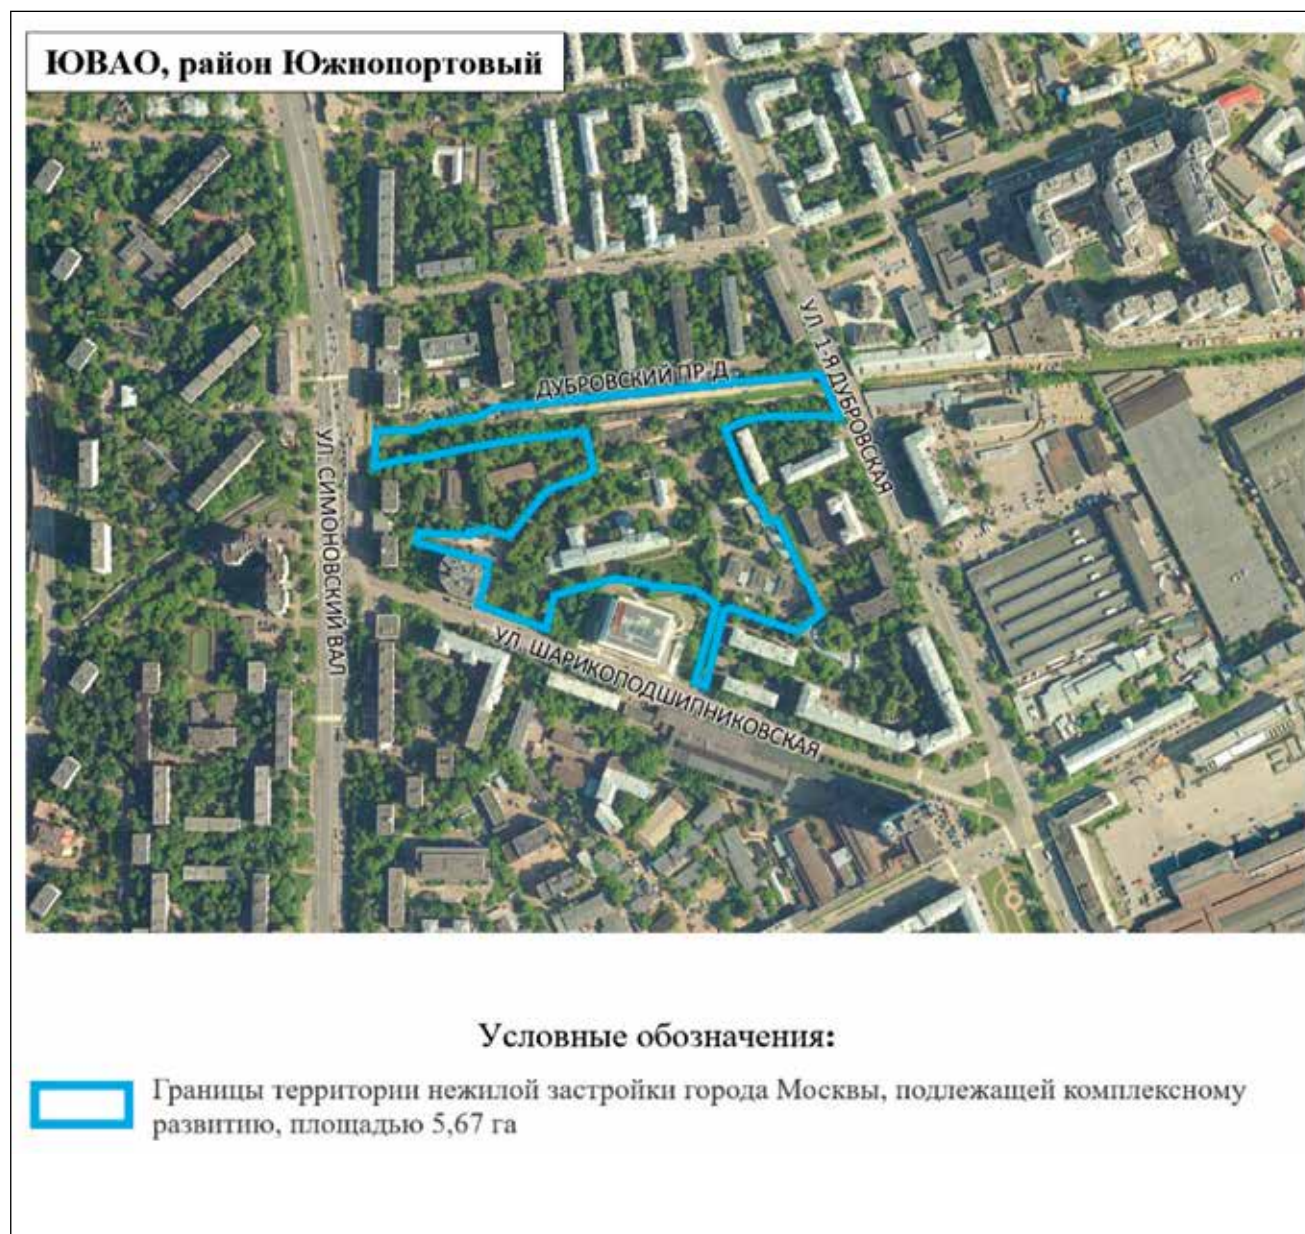 ЮВАО, район Южнопортовый
ДУБРОВСКИЙ ПР-Д
УЛ. 1-Я ДУБРОВСКАЯ
УЛ. СИМОНОВСКИЙ ВАЛ
УЛ. ШАРИКОПОДШИПНИКОВСКАЯ
Условные обозначения:
Границы территории нежилой застройки города Москвы, подлежащей комплексному
развитию, площадью 5,67 га